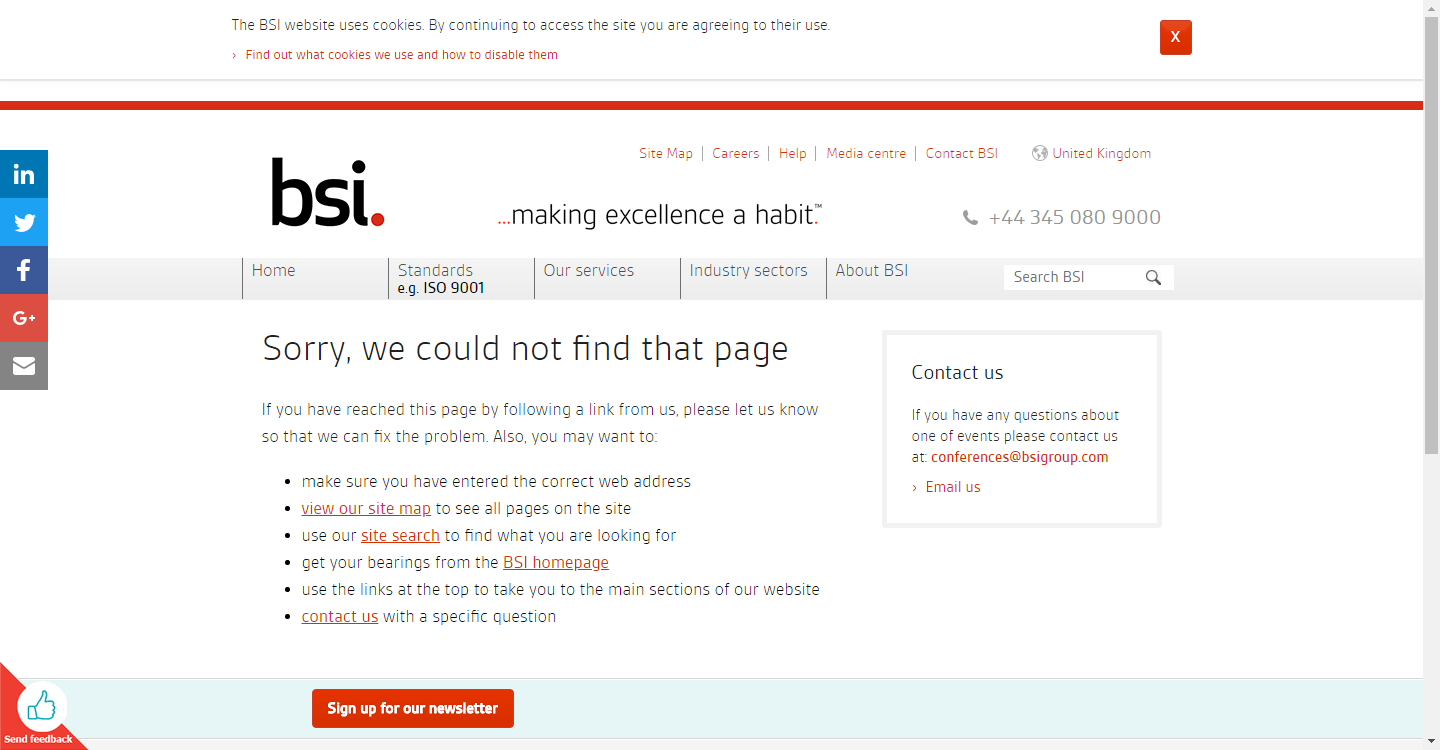 The BSI website uses cookies. By continuing to access the site you are agreeing to their use.
› Find out what cookies we use and how to disable them
X
Site Map
Careers
Help
Media centre
Contact BSI
United Kingdom
in
bsi.
...making excellence a habit.™
+44 345 080 9000
f
G+
Home
Standards
e.g. ISO 9001
Our services
Industry sectors
About BSI
Search BSI
Sorry, we could not find that page
If you have reached this page by following a link from us, please let us know
so that we can fix the problem. Also, you may want to:
• make sure you have entered the correct web address
• view our site map to see all pages on the site
• use our site search to find what you are looking for
• get your bearings from the BSI homepage
• use the links at the top to take you to the main sections of our website
• contact us with a specific question
Contact us
If you have any questions about
one of events please contact us
at: conferences@bsigroup.com
› Email us
Sign up for our newsletter
Send feedback